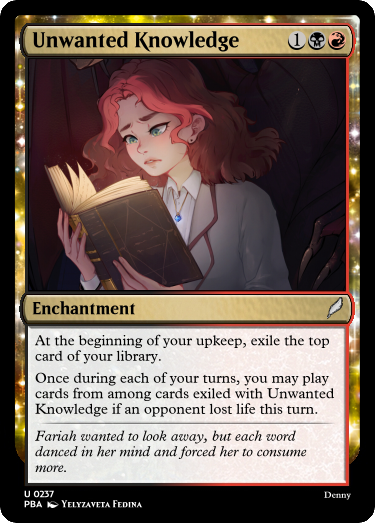 Unwanted Knowledge 1
Enchantment
At the beginning of your upkeep, exile the top
card of your library.
Once during each of your turns, you may play
cards from among cards exiled with Unwanted
Knowledge if an opponent lost life this turn.
Fariah wanted to look away, but each word
danced in her mind and forced her to consume
more.
U 0237
Denny
PBA Yelyzaveta Fedina